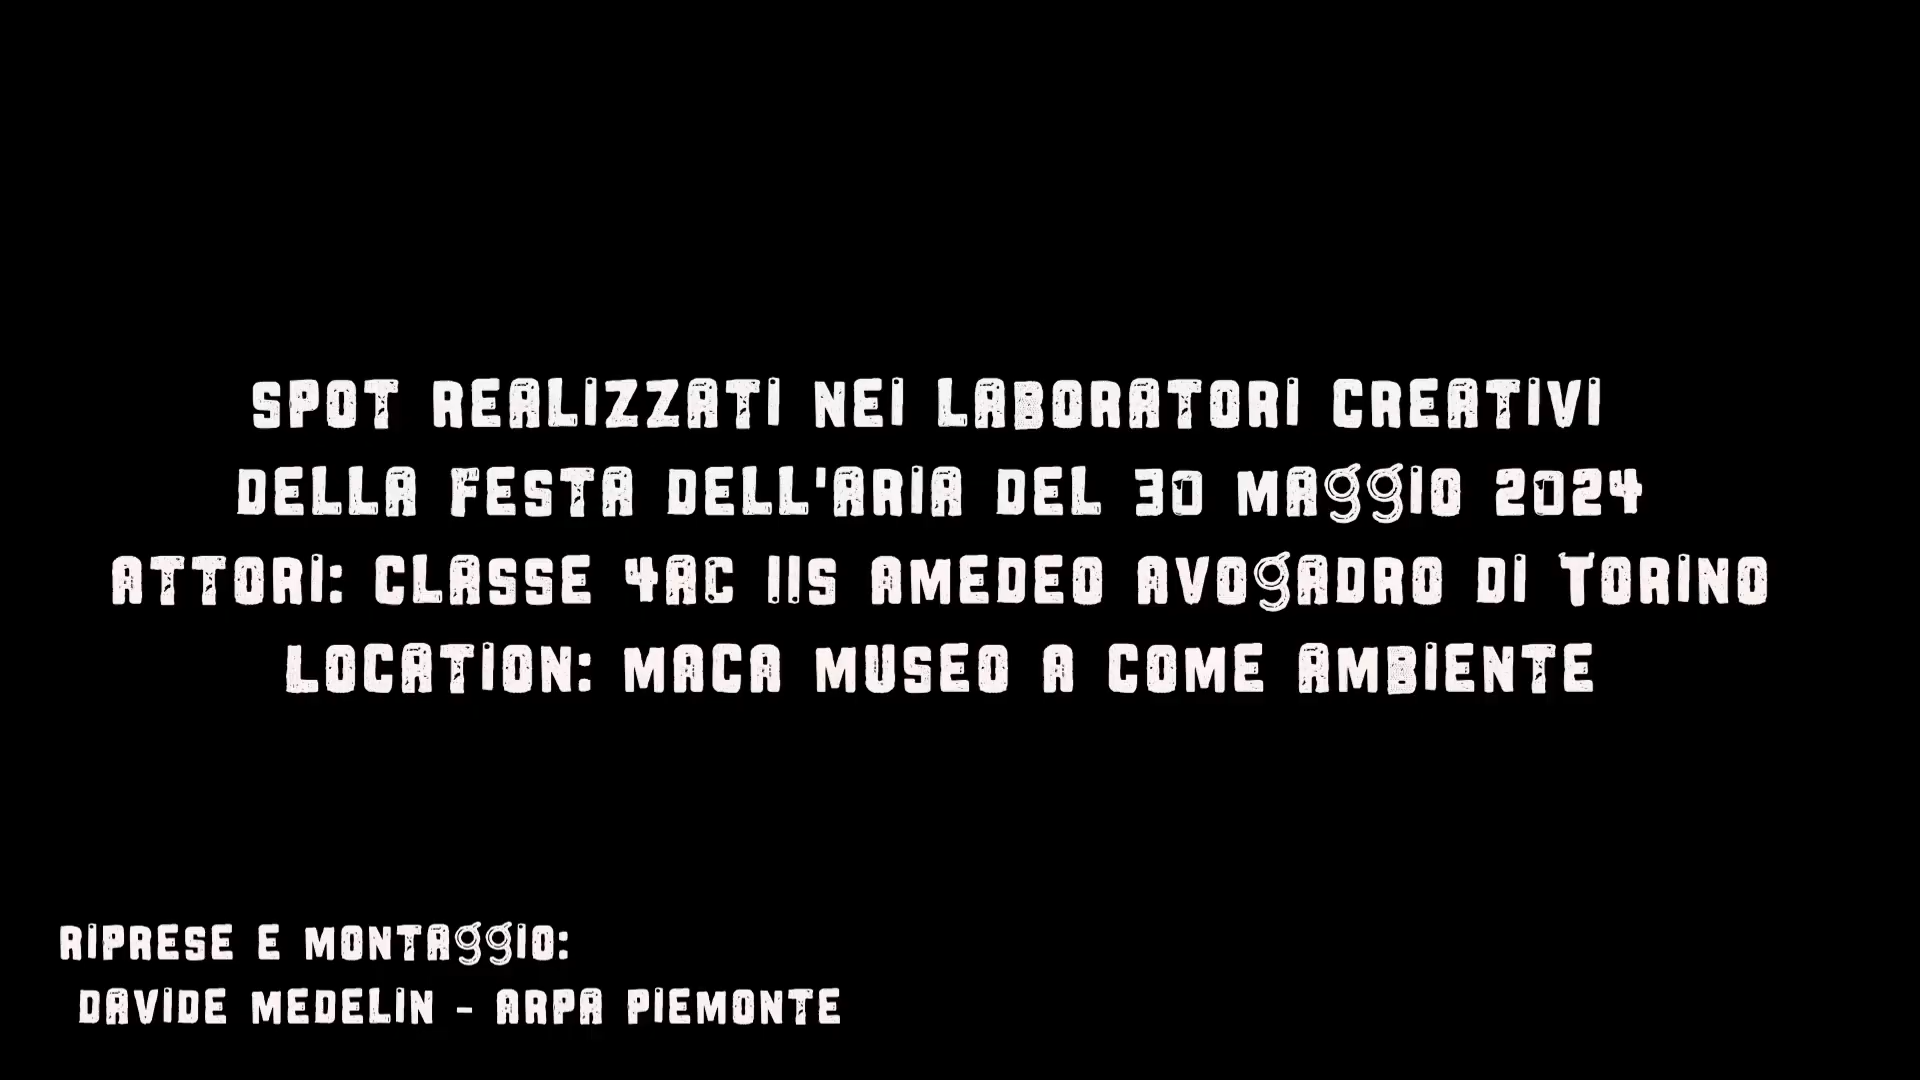 SPOT REALIZZATI NEI LABORATORI CREATIVI
DELLA FESTA DELL'ARIA DEL 30 MAGGIO 2024
ATTORI: CLASSE 4AC IIS AMEDEO AVOGADRO DI TORINO
LOCATION: MACA MUSEO A COME AMBIENTE
RIPRESE E MONTAGGIO:
DAVIDE MEDELIN - ARPA PIEMONTE